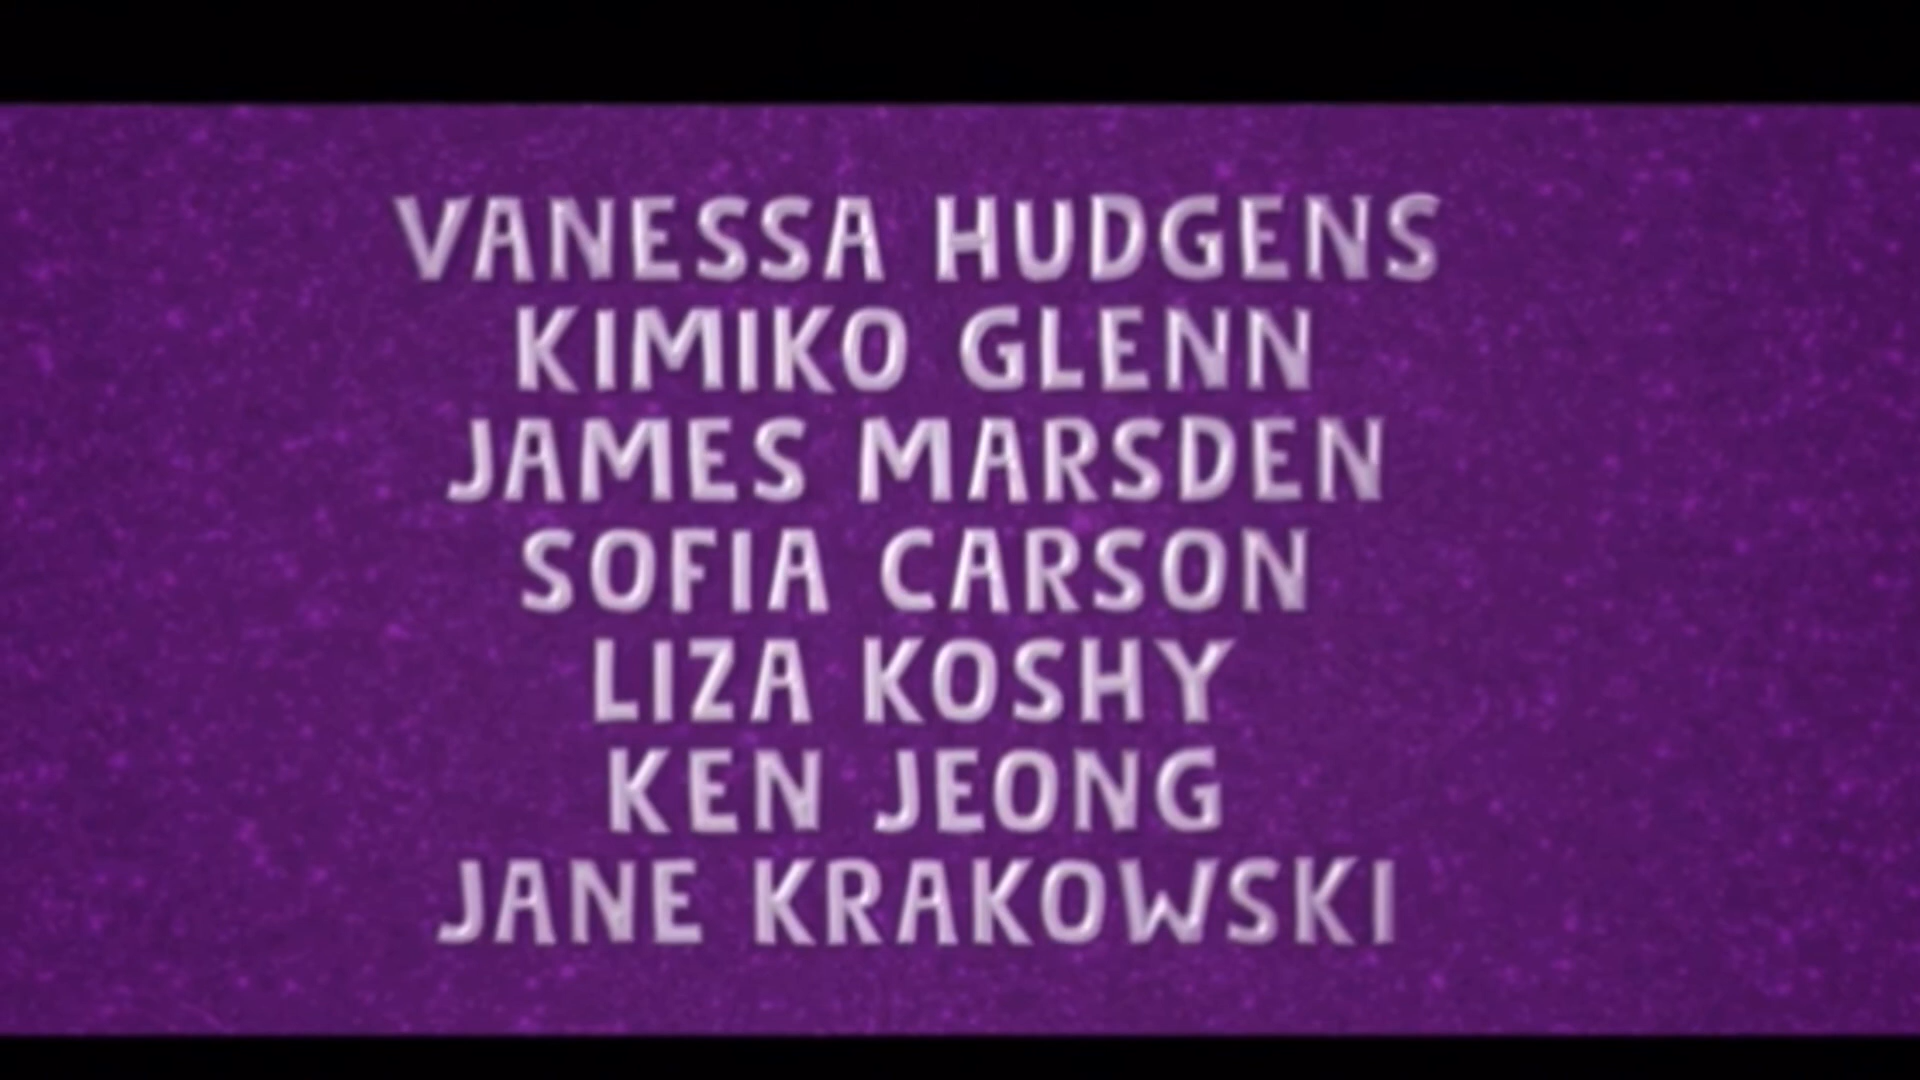 VANESSA HUDGENS
KIMIKO GLENN
JAMES MARSDEN
SOFIA CARSON
LIZA KOSHY
KEN JEONG
JANE KRAKOWSKI